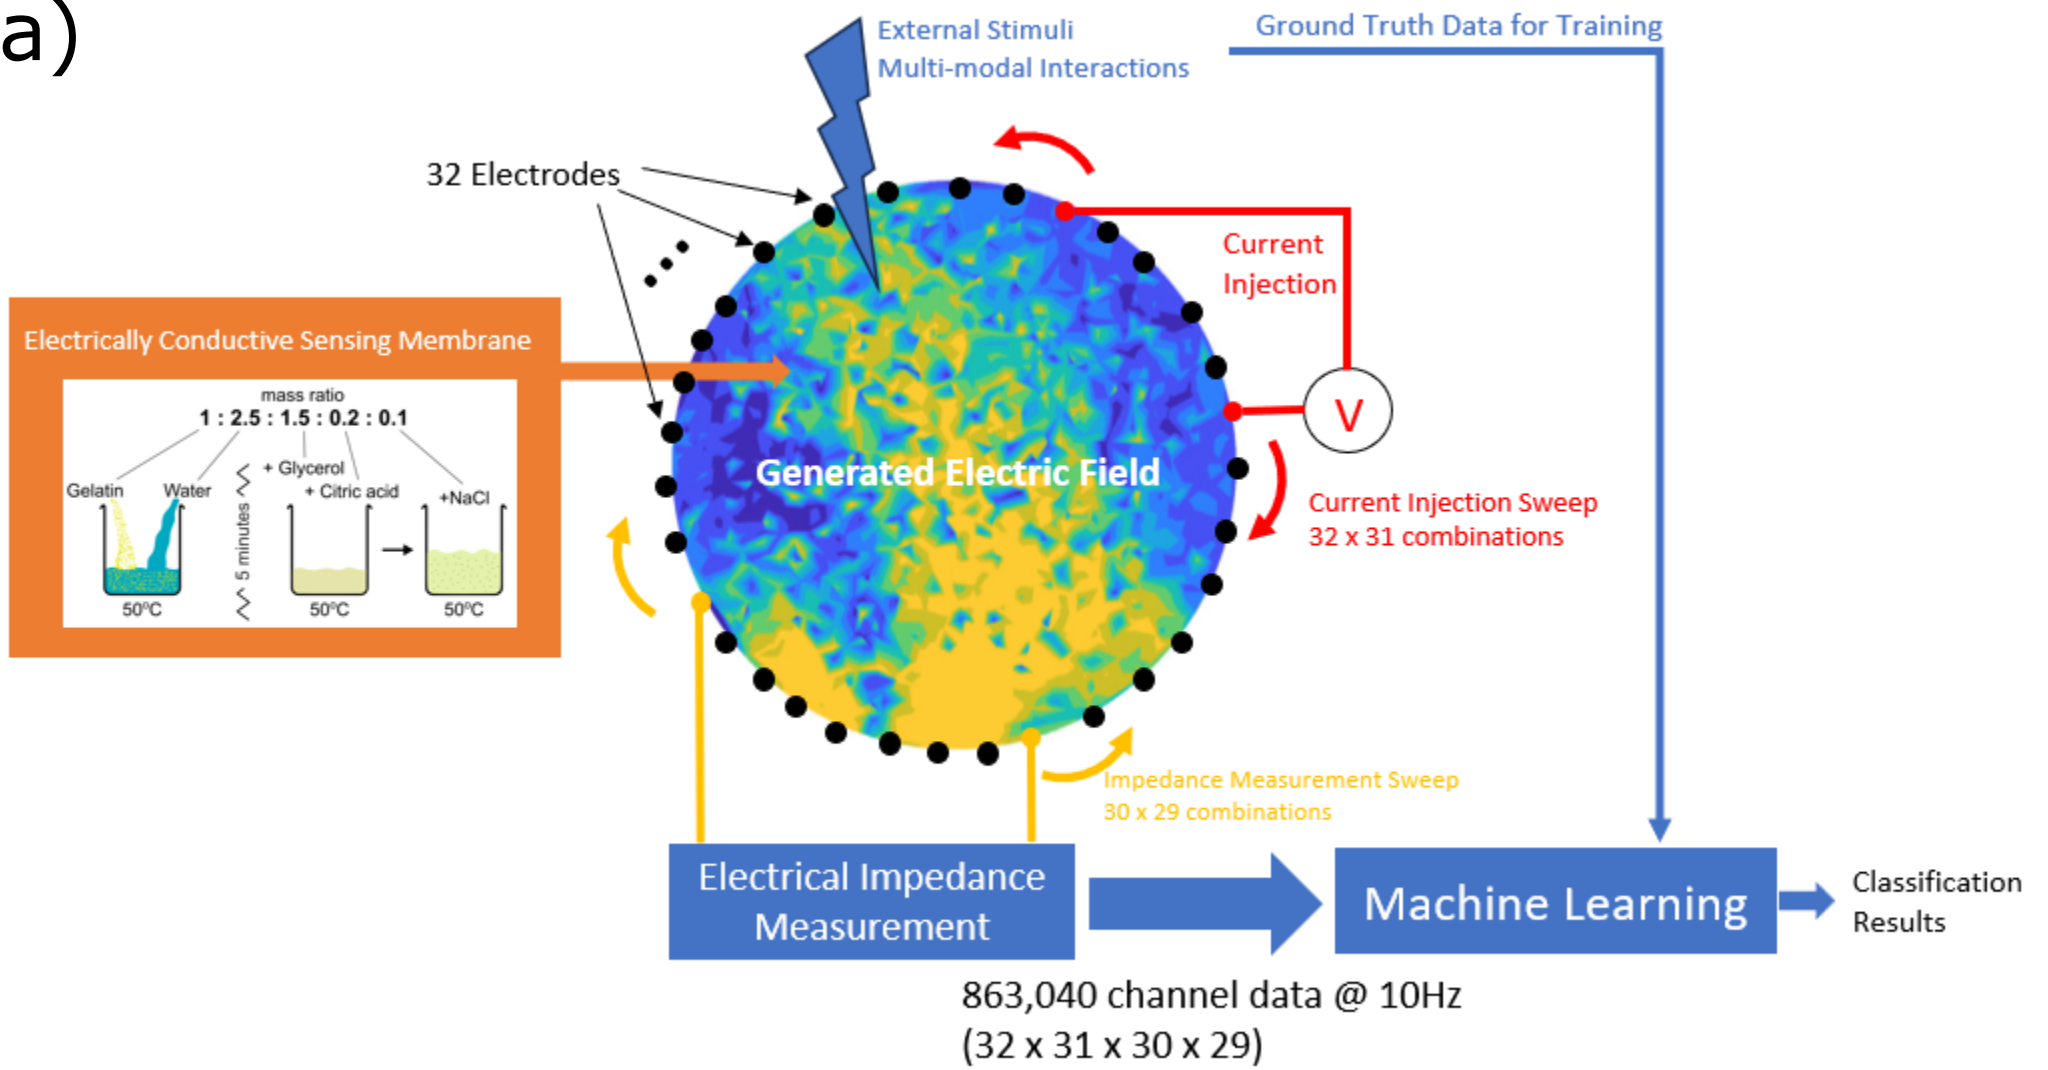 a)
External Stimuli
Multi-modal Interactions
Ground Truth Data for Training
32 Electrodes
Current
Injection
V
Electrically Conductive Sensing Membrane
mass ratio
1 : 2.5 : 1.5 : 0.2 : 0.1
+ Glycerol
+ Citric acid
Gelatin
Water
+NaCl
5 minutes
50ºC
50ºC
50ºC
Generated Electric Field
Current Injection Sweep
32 x 31 combinations
Impedance Measurement Sweep
30 x 29 combinations
Electrical Impedance
Measurement
Machine Learning
Classification
Results
863,040 channel data @ 10Hz
(32 x 31 x 30 x 29)